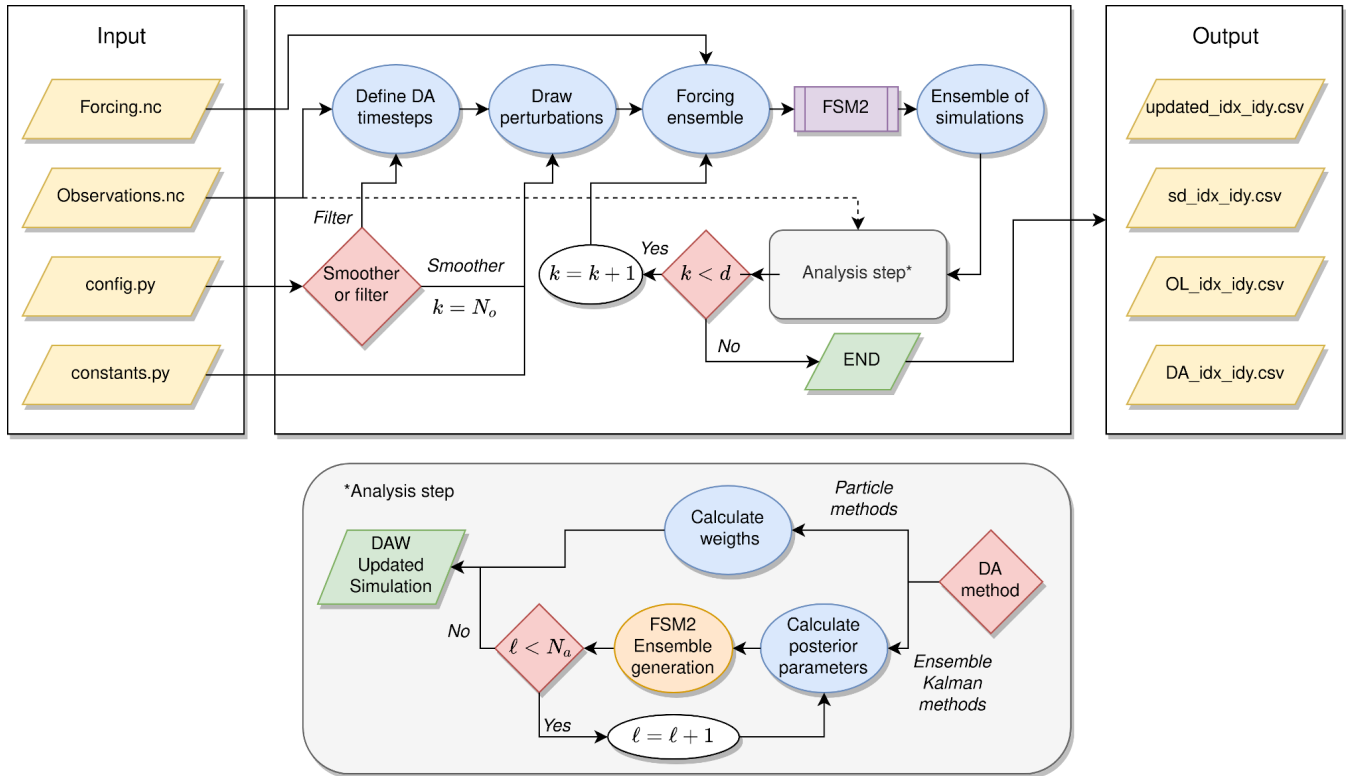 Input
Forcing.nc
Observations.nc
config.py
constants.py
Define DA
timesteps
Draw
perturbations
Forcing
ensemble
FSM2
Ensemble of
simulations
Filter
Smoother
or filter
Smoother
k = Nₒ
k = k + 1
Yes
k < d
Analysis step*
No
END
Output
updated_idx_idy.csv
sd_idx_idy.csv
OL_idx_idy.csv
DA_idx_idy.csv
*Analysis step
DAW
Updated
Simulation
Calculate
weigths
Particle
methods
DA
method
No
ℓ < Nₐ
FSM2
Ensemble
generation
Calculate
posterior
parameters
Ensemble
Kalman
methods
Yes
ℓ = ℓ + 1